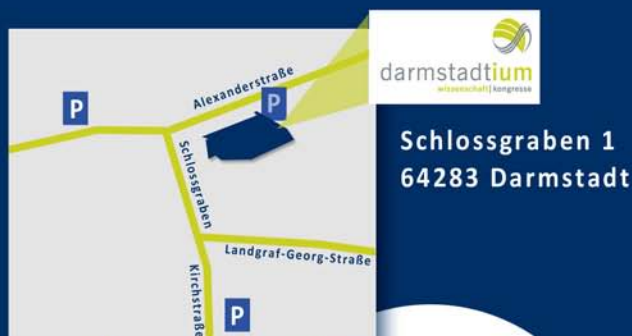 darmstadtium
wissenschaft | kongresse
Schlossgraben 1
64283 Darmstadt
Alexanderstraße
P
P
Schlossgraben
Landgraf-Georg-Straße
Kirchstraße
P